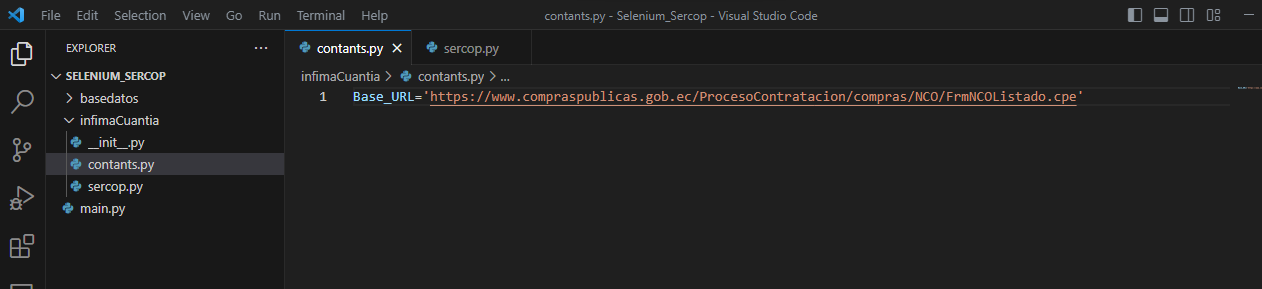 File Edit Selection View Go Run Terminal Help contants.py - Selenium_Sercop - Visual Studio Code
EXPLORER ...
SELENIUM_SERCOP
basedatos
infimaCuantia
__init__.py
contants.py
sercop.py
main.py
contants.py sercop.py
infimaCuantia > contants.py > ...
1 Base_URL='https://www.compraspublicas.gob.ec/ProcesoContratacion/compras/NCO/FrmNCOListado.cpe'